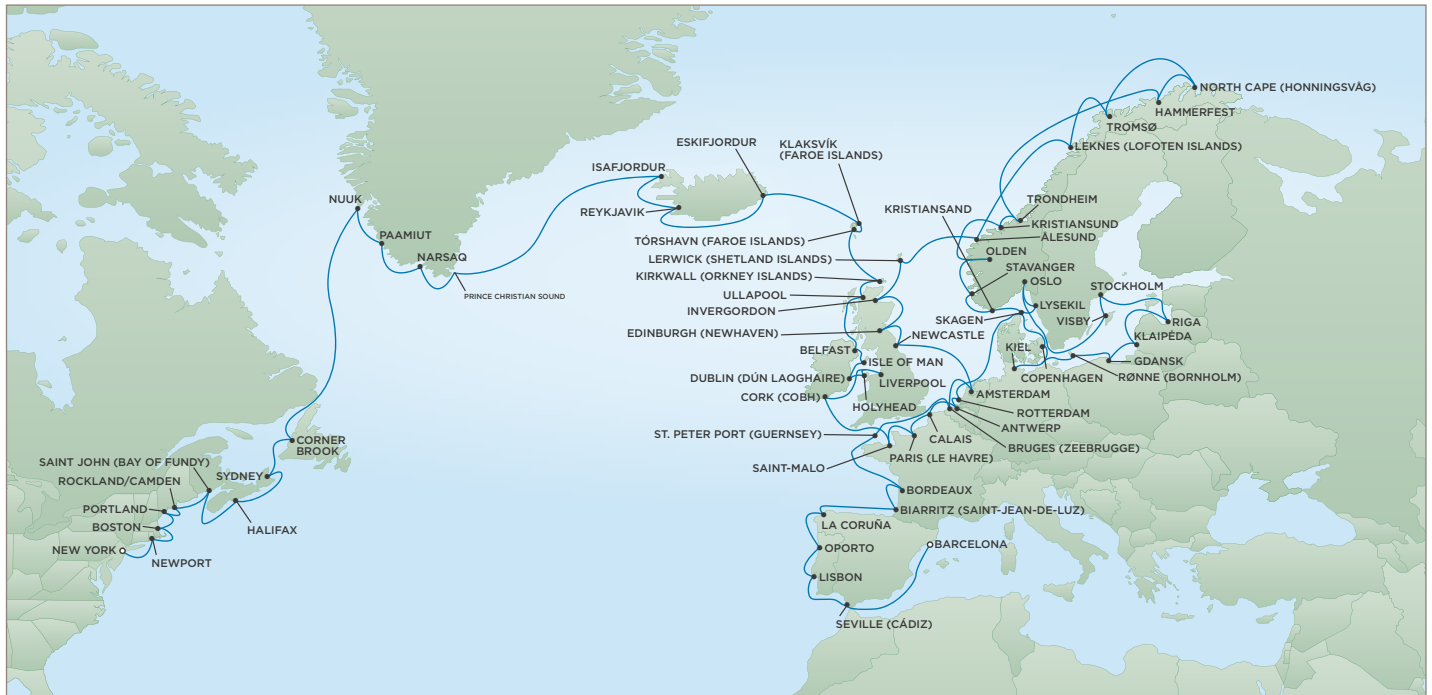 NORTH CAPE (HONNINGSVÅG)
HAMMERFEST
TROMSØ
LEKNES (LOFOTEN ISLANDS)
ESKIFJORDUR
KLAKSVÍK
(FAROE ISLANDS)
ISAFJORDUR
NUUK
REYKJAVIK
TRONDHEIM
KRISTIANSAND
KRISTIANSUND
PAAMIUT
TÓRSHAVN (FAROE ISLANDS)
ÅLESUND
OLDEN
NARSAQ
LERWICK (SHETLAND ISLANDS)
STAVANGER
KIRKWALL (ORKNEY ISLANDS)
OSLO
STOCKHOLM
PRINCE CHRISTIAN SOUND
ULLAPOOL
LYSEKIL
INVERGORDON
SKAGEN
VISBY
RIGA
EDINBURGH (NEWHAVEN)
NEWCASTLE
KLAIPĖDA
BELFAST
KIEL
ISLE OF MAN
GDANSK
DUBLIN (DÚN LAOGHAIRE)
LIVERPOOL
COPENHAGEN
RØNNE (BORNHOLM)
CORK (COBH)
HOLYHEAD
AMSTERDAM
ROTTERDAM
ANTWERP
ST. PETER PORT (GUERNSEY)
CALAIS
BRUGES (ZEEBRUGGE)
CORNER
BROOK
PARIS (LE HAVRE)
SAINT-MALO
SAINT JOHN (BAY OF FUNDY)
SYDNEY
ROCKLAND/CAMDEN
BORDEAUX
PORTLAND
BIARRITZ (SAINT-JEAN-DE-LUZ)
BOSTON
HALIFAX
LA CORUÑA
NEW YORK
OPORTO
BARCELONA
NEWPORT
LISBON
SEVILLE (CÁDIZ)